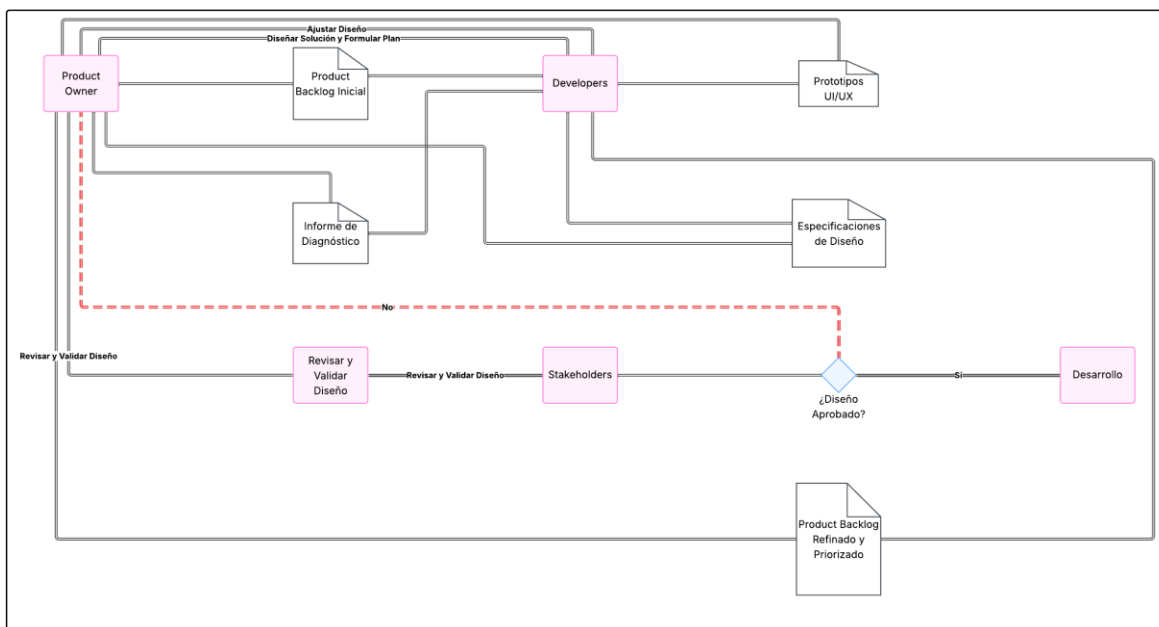 Ajustar Diseño
Diseñar Solución y Formular Plan
Product
Owner
Product
Backlog Inicial
Developers
Prototipos
UI/UX
Informe de
Diagnóstico
Especificaciones
de Diseño
No
Revisar y Validar Diseño
Revisar y
Validar
Diseño
Revisar y Validar Diseño
Stakeholders
¿Diseño
Aprobado?
Sí
Desarrollo
Product Backlog
Refinado y
Priorizado